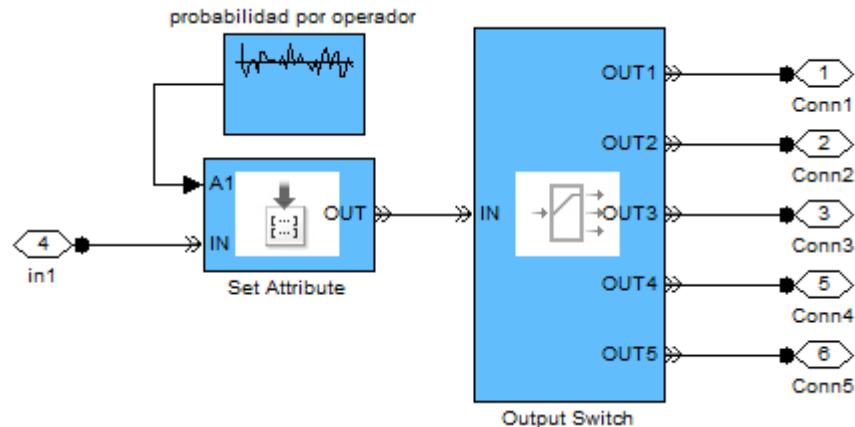 probabilidad por operador
A1
IN
OUT
Set Attribute
4
in1
IN
OUT1
OUT2
OUT3
OUT4
OUT5
Output Switch
1
Conn1
2
Conn2
3
Conn3
5
Conn4
6
Conn5